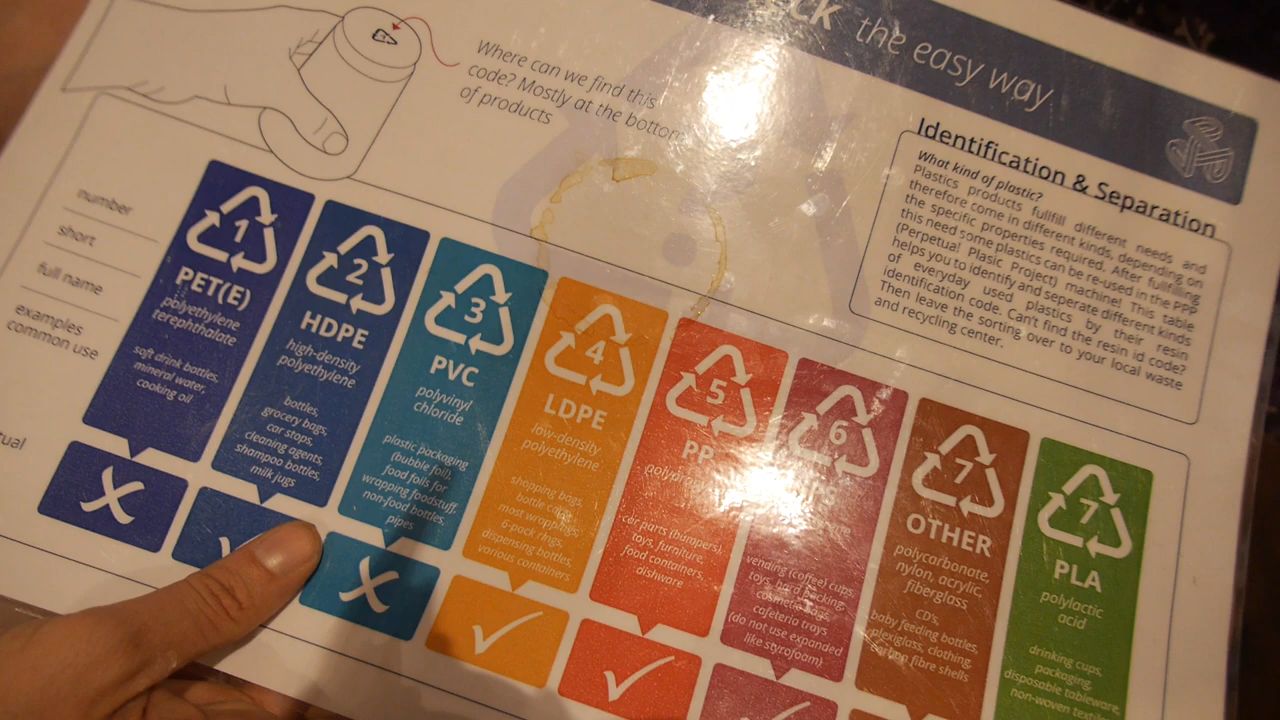 CK the easy way
Where can we find this
code? Mostly at the bottom
of products
Identification & Separation
What kind of plastic?
Plastics products fullfill different needs and
therefore come in different kinds, depending on
the specific properties required. After fullfilling
this need some plastics can be re-used in the PPP
(Perpetual Plasic Project) machine! This table
helps you to identify and seperate different kinds
of everyday used plastics by their resin
identification code. Can't find the resin id code?
Then leave the sorting over to your local waste
and recycling center.
number
short
full name
examples
common use
1
PET(E)
polyethylene
terephthalate
soft drink bottles,
mineral water,
cooking oil
2
HDPE
high-density
polyethylene
bottles,
grocery bags,
car stops,
cleaning agents,
shampoo bottles,
milk jugs
3
PVC
polyvinyl
chloride
plastic packaging
(bubble foil),
food foils for
wrapping foodstuff,
non-food bottles,
pipes
4
LDPE
low-density
polyethylene
shopping bags,
bottle caps,
most wrappings,
6-pack rings,
dispensing bottles,
various containers
5
PP
car parts (bumpers),
toys, furniture,
food containers,
dishware
6
vending (coffee) cups,
toys, hard packing,
cosmetic bags,
cafeteria trays
(do not use expanded
like styrofoam)
7
OTHER
polycarbonate,
nylon, acrylic,
fiberglass
CD's,
baby feeding bottles,
plexiglass, clothing,
carbon fibre shells
7
PLA
polylactic
acid
drinking cups,
packaging,
disposable tableware,
non-woven
tual